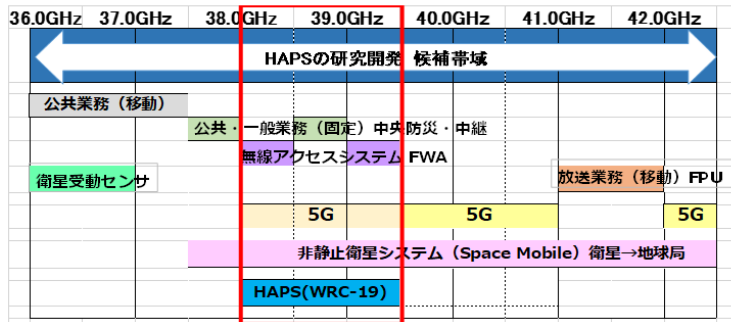 36.0GHz 37.0GHz 38.0GHz 39.0GHz 40.0GHz 41.0GHz 42.0GHz
HAPSの研究開発 候補帯域
公共業務（移動）
公共・一般業務（固定）中央防災・中継
無線アクセスシステム FWA
衛星受動センサ
放送業務（移動）FPU
5G 5G 5G
非静止衛星システム（Space Mobile）衛星→地球局
HAPS(WRC-19)